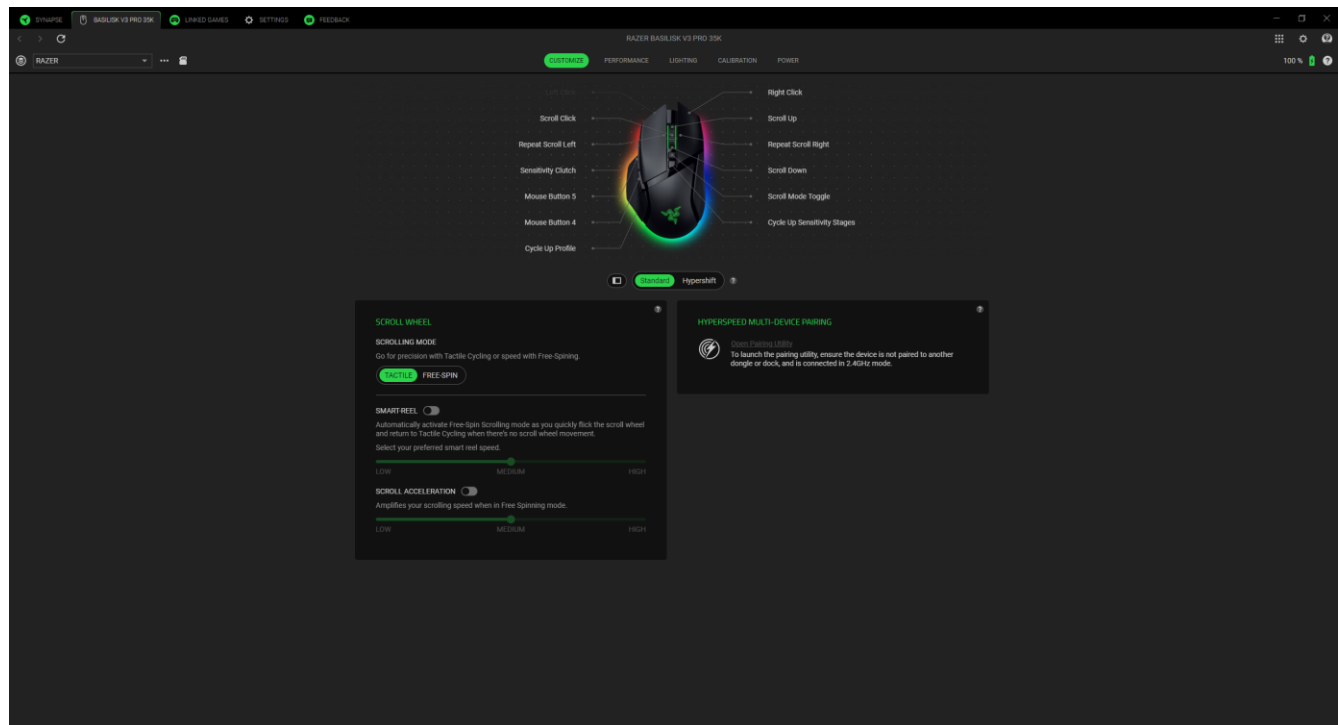 SYNAPSE
BASILISK V3 PRO 35K
LINKED GAMES
SETTINGS
FEEDBACK
RAZER BASILISK V3 PRO 35K
RAZER
CUSTOMIZE
PERFORMANCE
LIGHTING
CALIBRATION
POWER
100 %
Left Click
Right Click
Scroll Click
Scroll Up
Repeat Scroll Left
Repeat Scroll Right
Sensitivity Clutch
Scroll Down
Mouse Button 5
Scroll Mode Toggle
Mouse Button 4
Cycle Up Sensitivity Stages
Cycle Up Profile
Standard
Hypershift
SCROLL WHEEL
SCROLLING MODE
Go for precision with Tactile Cycling or speed with Free-Spining.
TACTILE
FREE-SPIN
SMART-REEL
Automatically activate Free-Spin Scrolling mode as you quickly flick the scroll wheel
and return to Tactile Cycling when there's no scroll wheel movement.
Select your preferred smart reel speed.
LOW
MEDIUM
HIGH
SCROLL ACCELERATION
Amplifies your scrolling speed when in Free Spinning mode.
LOW
MEDIUM
HIGH
HYPERSPEED MULTI-DEVICE PAIRING
Open Pairing Utility
To launch the pairing utility, ensure the device is not paired to another
dongle or dock, and is connected in 2.4GHz mode.